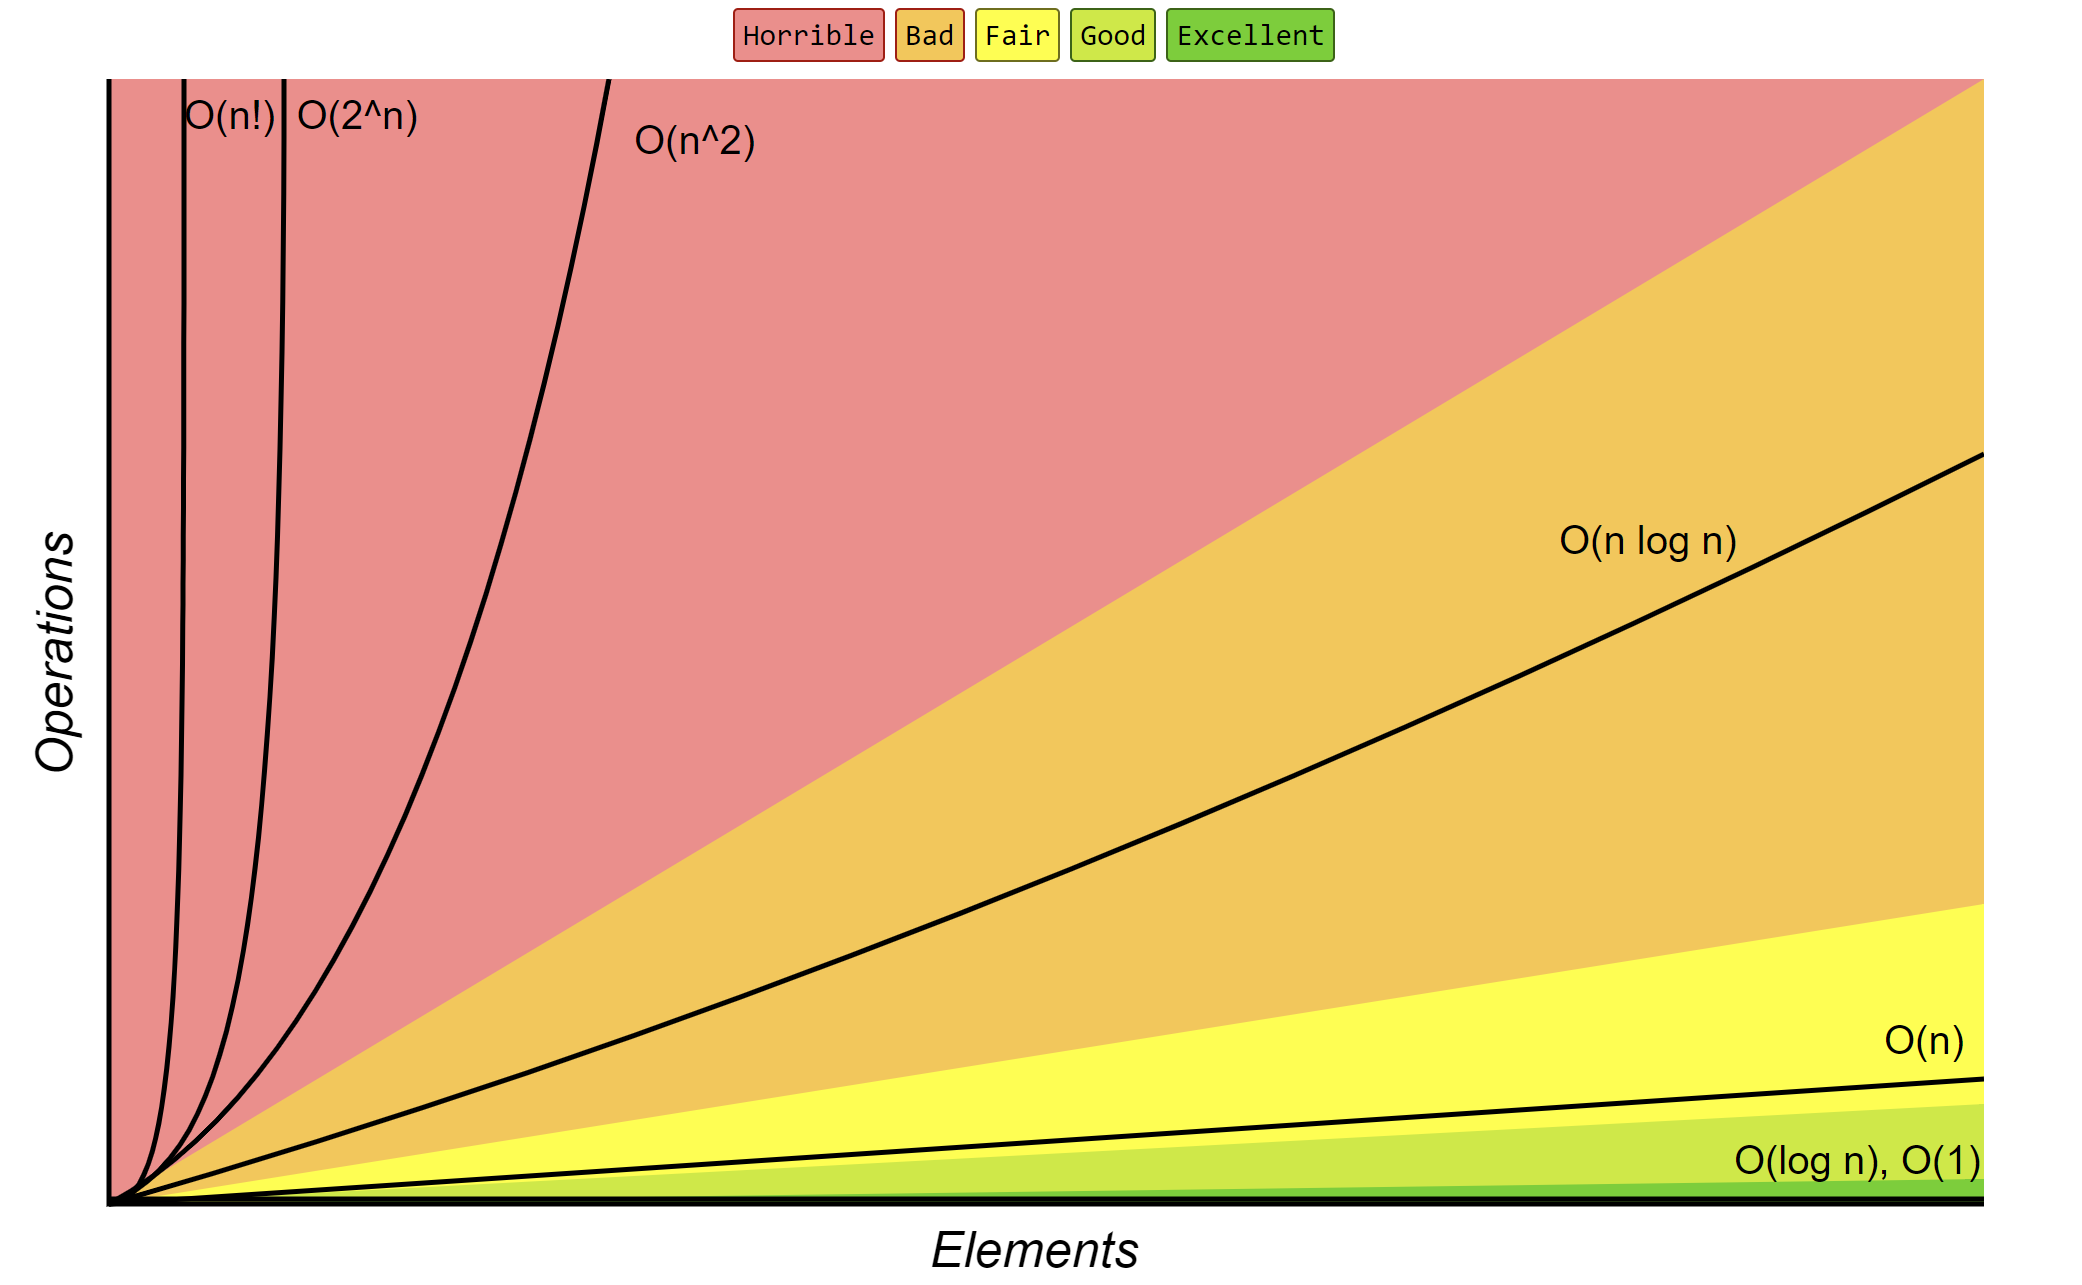 Horrible Bad Fair Good Excellent
O(n!) O(2^n)
O(n^2)
O(n log n)
O(n)
O(log n), O(1)
Operations
Elements